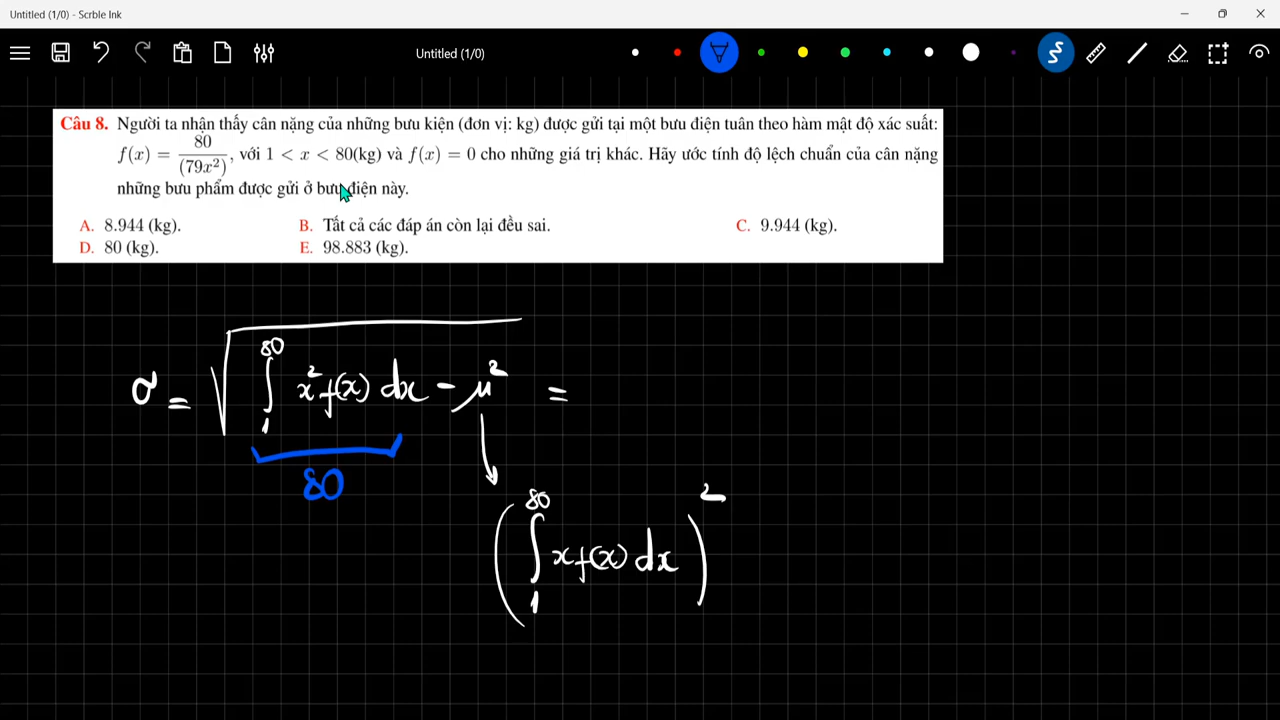 Untitled (1/0) - Scrble Ink
Untitled (1/0)
Câu 8. Người ta nhận thấy cân nặng của những bưu kiện (đơn vị: kg) được gửi tại một bưu điện tuân theo hàm mật độ xác suất:
f(x) = 80/(79x²), với 1 < x < 80(kg) và f(x) = 0 cho những giá trị khác. Hãy ước tính độ lệch chuẩn của cân nặng
những bưu phẩm được gửi ở bưu điện này.
A. 8.944 (kg). B. Tất cả các đáp án còn lại đều sai. C. 9.944 (kg).
D. 80 (kg). E. 98.883 (kg).
σ = √(∫₁⁸⁰ x² f(x) dx − μ²) =
80
(∫₁⁸⁰ x f(x) dx)²